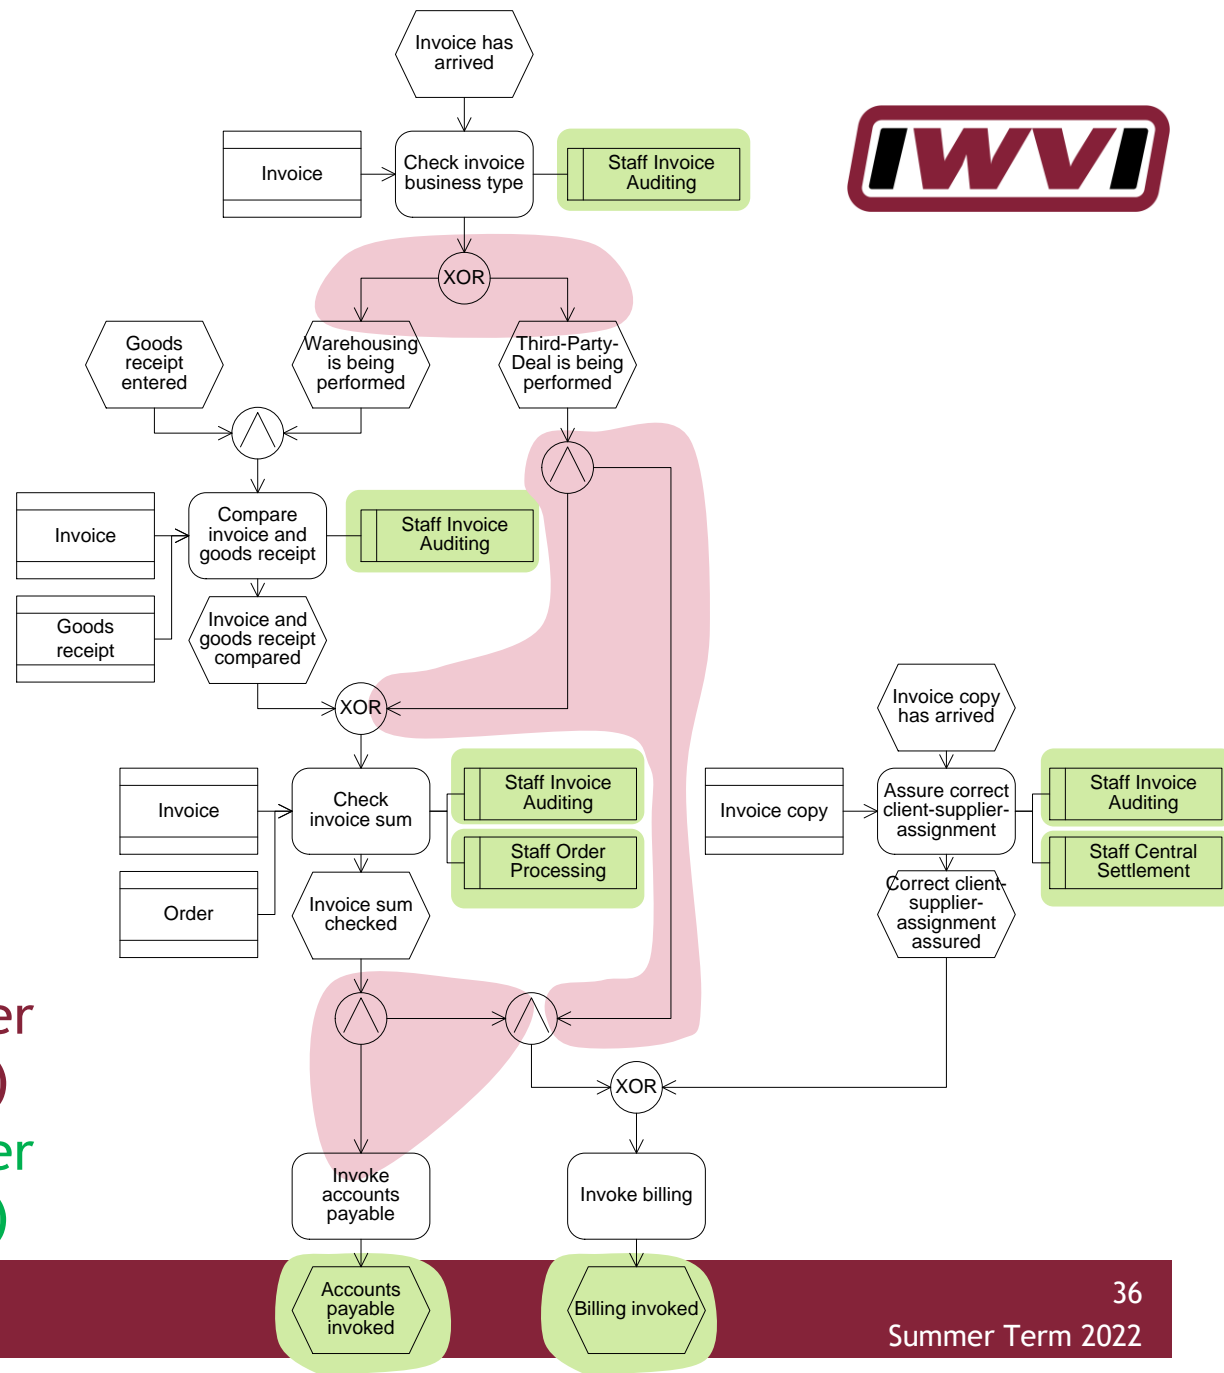 Invoice has
arrived
IWVI
Invoice
Check invoice
business type
Staff Invoice
Auditing
XOR
Goods
receipt
entered
Warehousing
is being
performed
Third-Party-
Deal is being
performed
Invoice
Compare
invoice and
goods receipt
Staff Invoice
Auditing
Goods
receipt
Invoice and
goods receipt
compared
XOR
Invoice copy
has arrived
Invoice
Check
invoice sum
Staff Invoice
Auditing
Staff Order
Processing
Order
Invoice sum
checked
Invoice copy
Assure correct
client-supplier-
assignment
Staff Invoice
Auditing
Staff Central
Settlement
Correct client-
supplier-
assignment
assured
er
)
er
)
XOR
Invoke
accounts
payable
Invoke billing
Accounts
payable
invoked
Billing invoked
36
Summer Term 2022